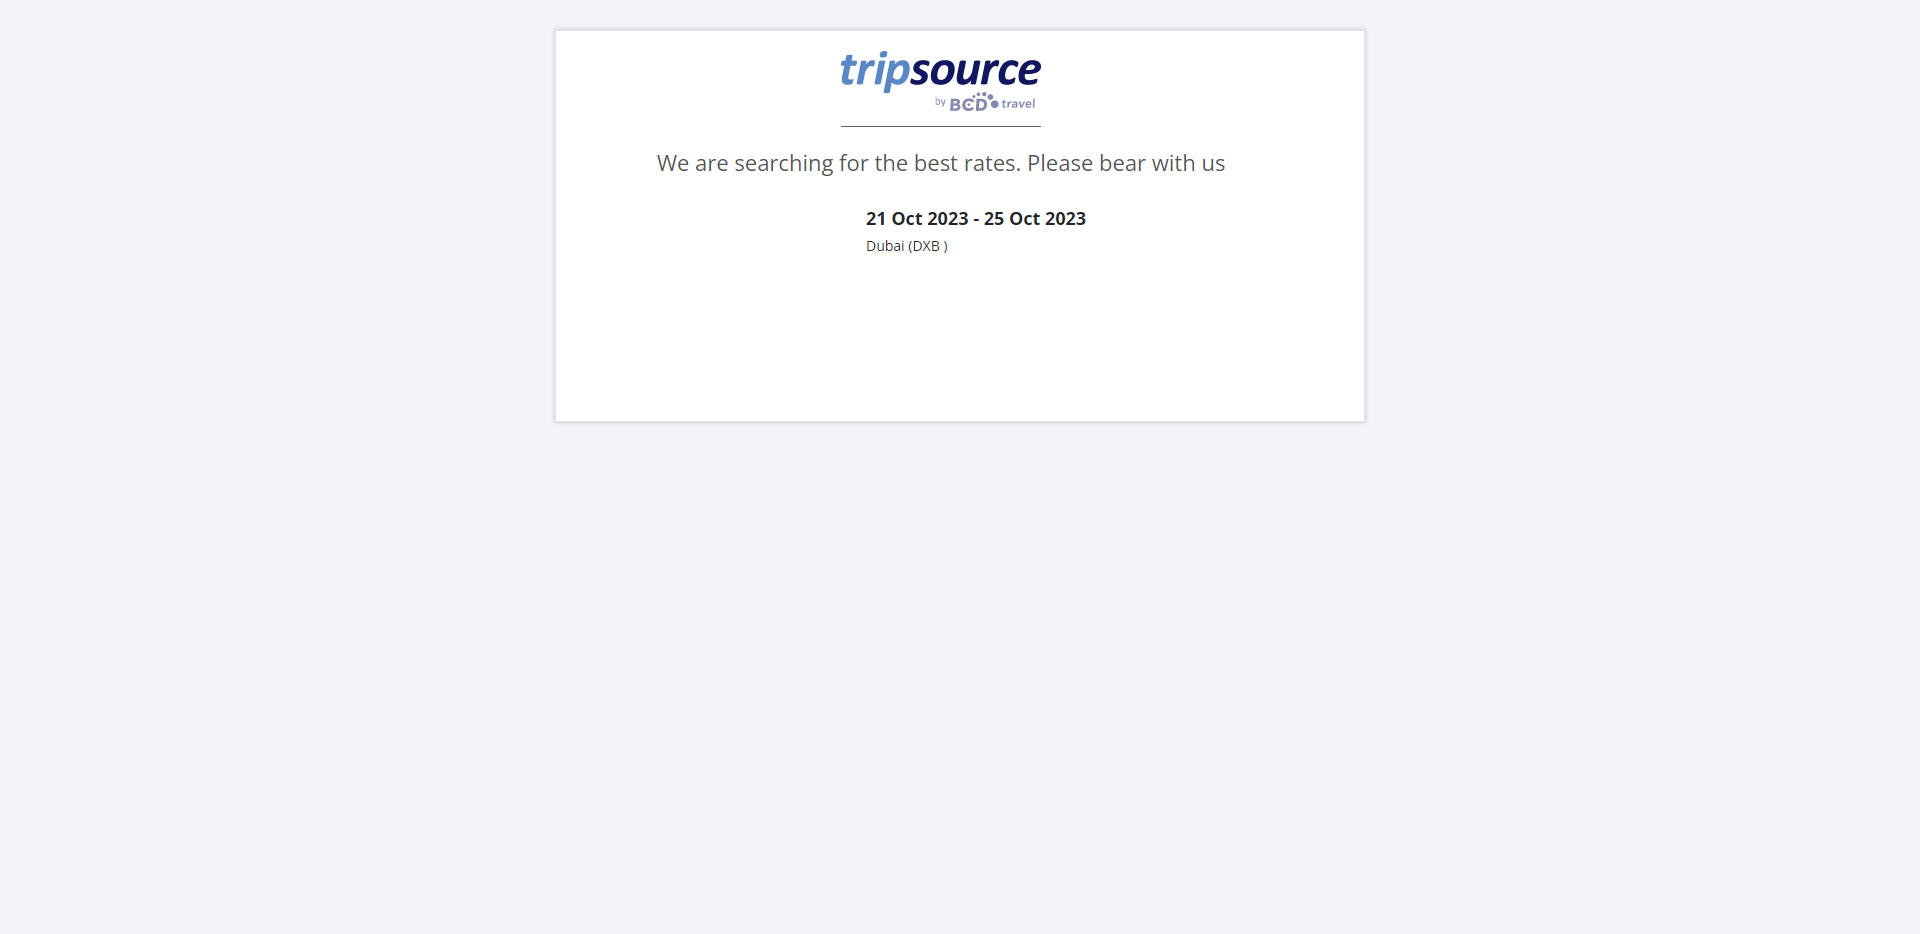 tripsource
by BCD travel
We are searching for the best rates. Please bear with us
21 Oct 2023 - 25 Oct 2023
Dubai (DXB )